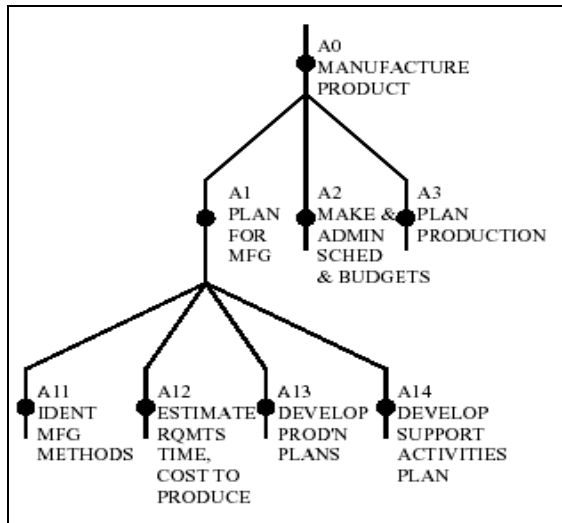 A0
MANUFACTURE
PRODUCT
A1
PLAN
FOR
MFG
A2
MAKE &
ADMIN
SCHED
& BUDGETS
A3
PLAN
PRODUCTION
A11
IDENT
MFG
METHODS
A12
ESTIMATE
RQMTS
TIME,
COST TO
PRODUCE
A13
DEVELOP
PROD'N
PLANS
A14
DEVELOP
SUPPORT
ACTIVITIES
PLAN